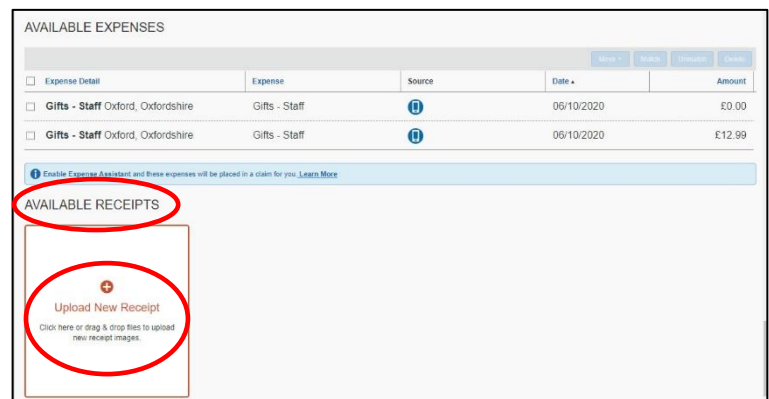 AVAILABLE EXPENSES
Move Match Unmatch Delete
Expense Detail Expense Source Date Amount
Gifts - Staff Oxford, Oxfordshire Gifts - Staff 06/10/2020 £0.00
Gifts - Staff Oxford, Oxfordshire Gifts - Staff 06/10/2020 £12.99
Enable Expense Assistant and these expenses will be placed in a claim for you. Learn More
AVAILABLE RECEIPTS
Upload New Receipt
Click here or drag & drop files to upload
new receipt images.